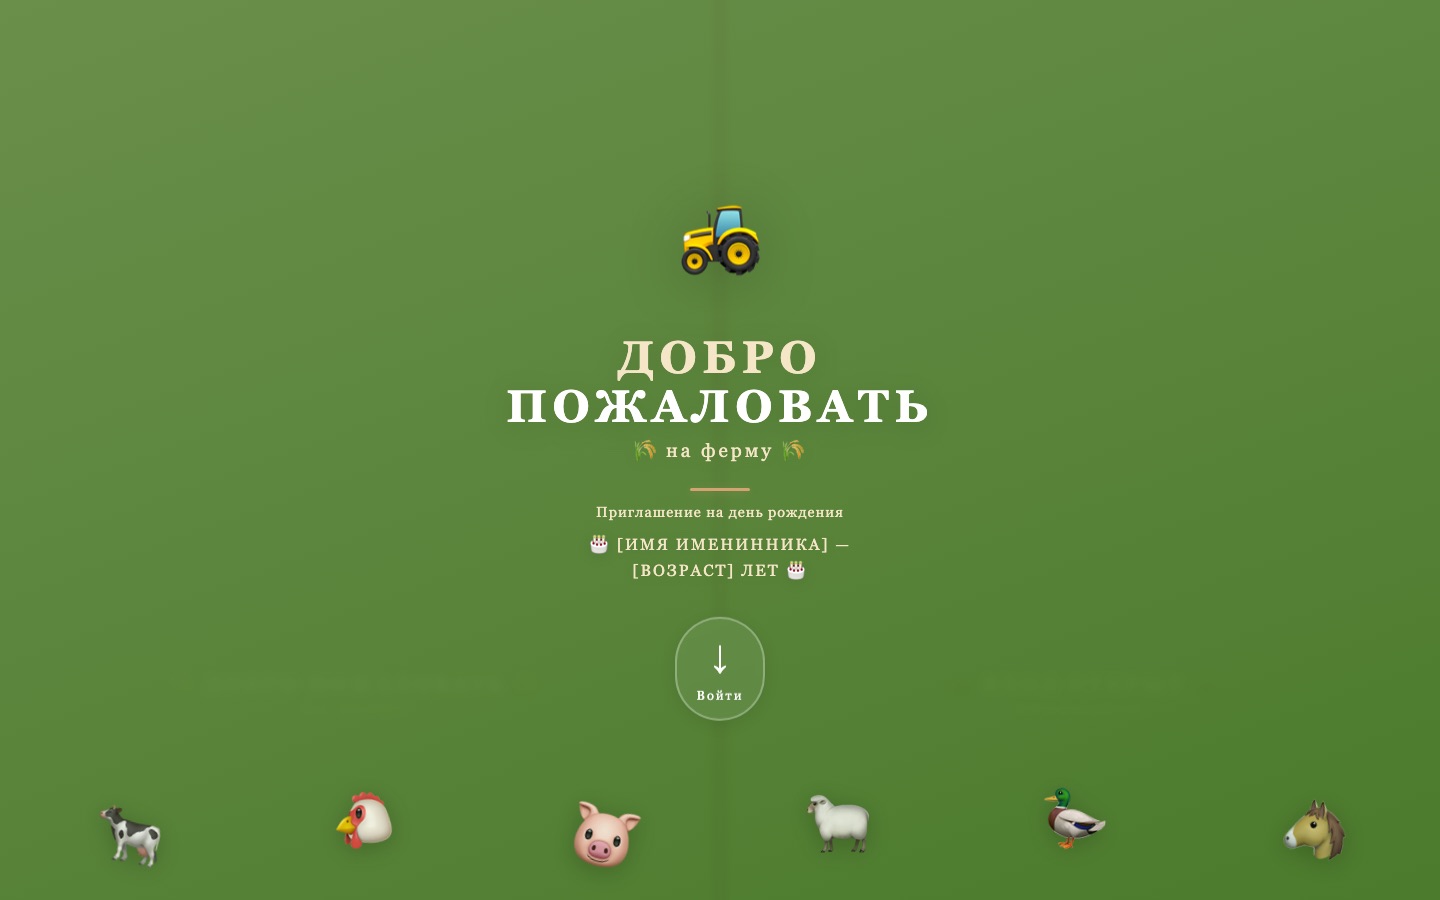 ДОБРО
ПОЖАЛОВАТЬ
на ферму
Приглашение на день рождения
[ИМЯ ИМЕНИННИКА] —
[ВОЗРАСТ] ЛЕТ
↓
Войти